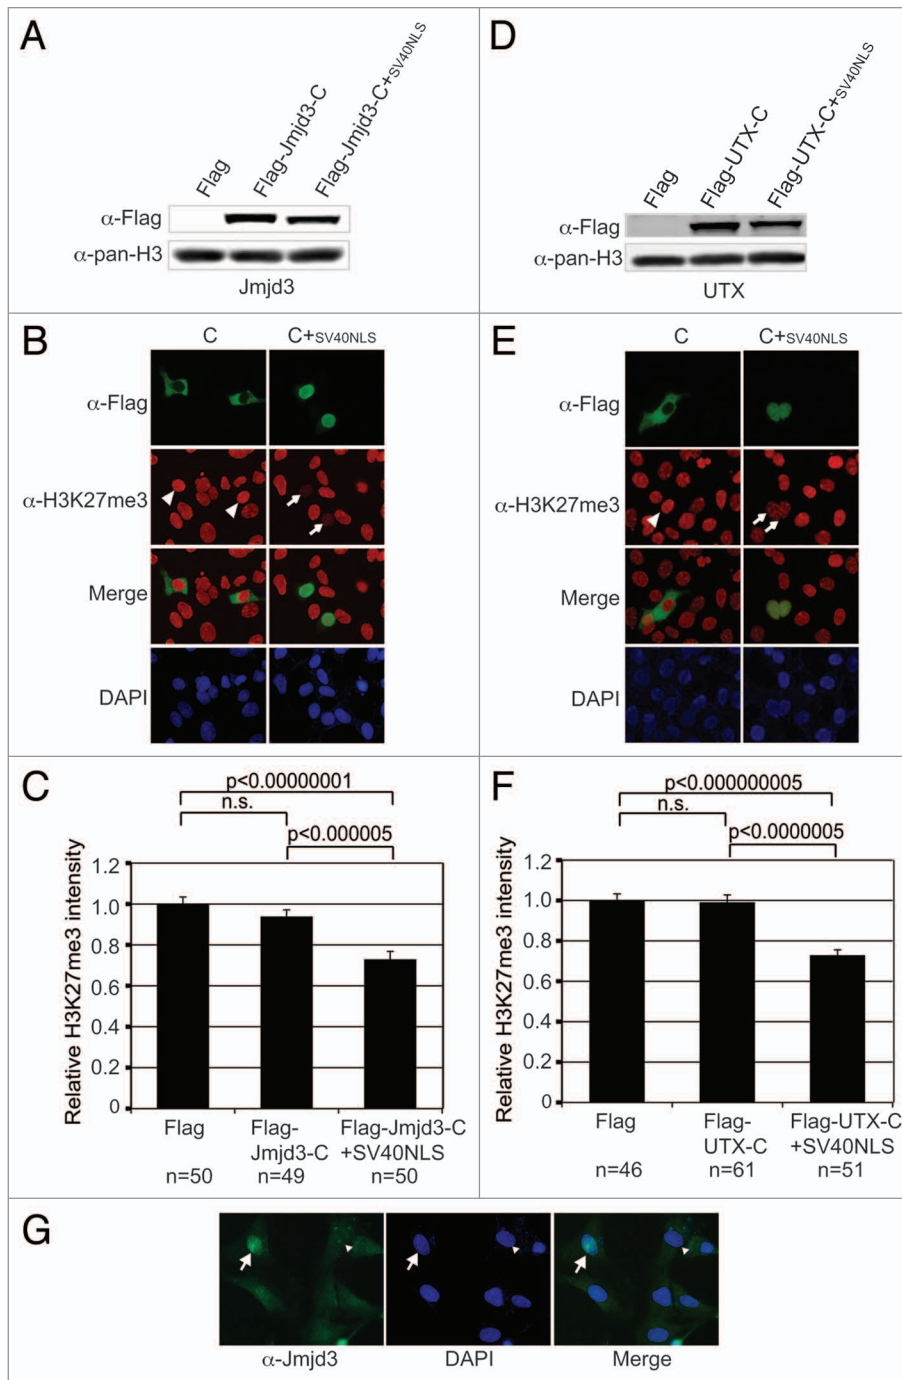 A
Flag
Flag-Jmjd3-C
Flag-Jmjd3-C+SV40NLS
α-Flag
α-pan-H3
Jmjd3
D
Flag
Flag-UTX-C
Flag-UTX-C+SV40NLS
α-Flag
α-pan-H3
UTX
B
C C+SV40NLS
α-Flag
α-H3K27me3
Merge
DAPI
E
C C+SV40NLS
α-Flag
α-H3K27me3
Merge
DAPI
C
p<0.00000001
n.s.
p<0.000005
Relative H3K27me3 intensity
1.2
1.0
0.8
0.6
0.4
0.2
0
Flag Flag- Flag-Jmjd3-C
Jmjd3-C +SV40NLS
n=50 n=49 n=50
F
p<0.000000005
n.s.
p<0.0000005
Relative H3K27me3 intensity
1.2
1.0
0.8
0.6
0.4
0.2
0
Flag Flag- Flag-UTX-C
UTX-C +SV40NLS
n=46 n=61 n=51
G
α-Jmjd3 DAPI Merge